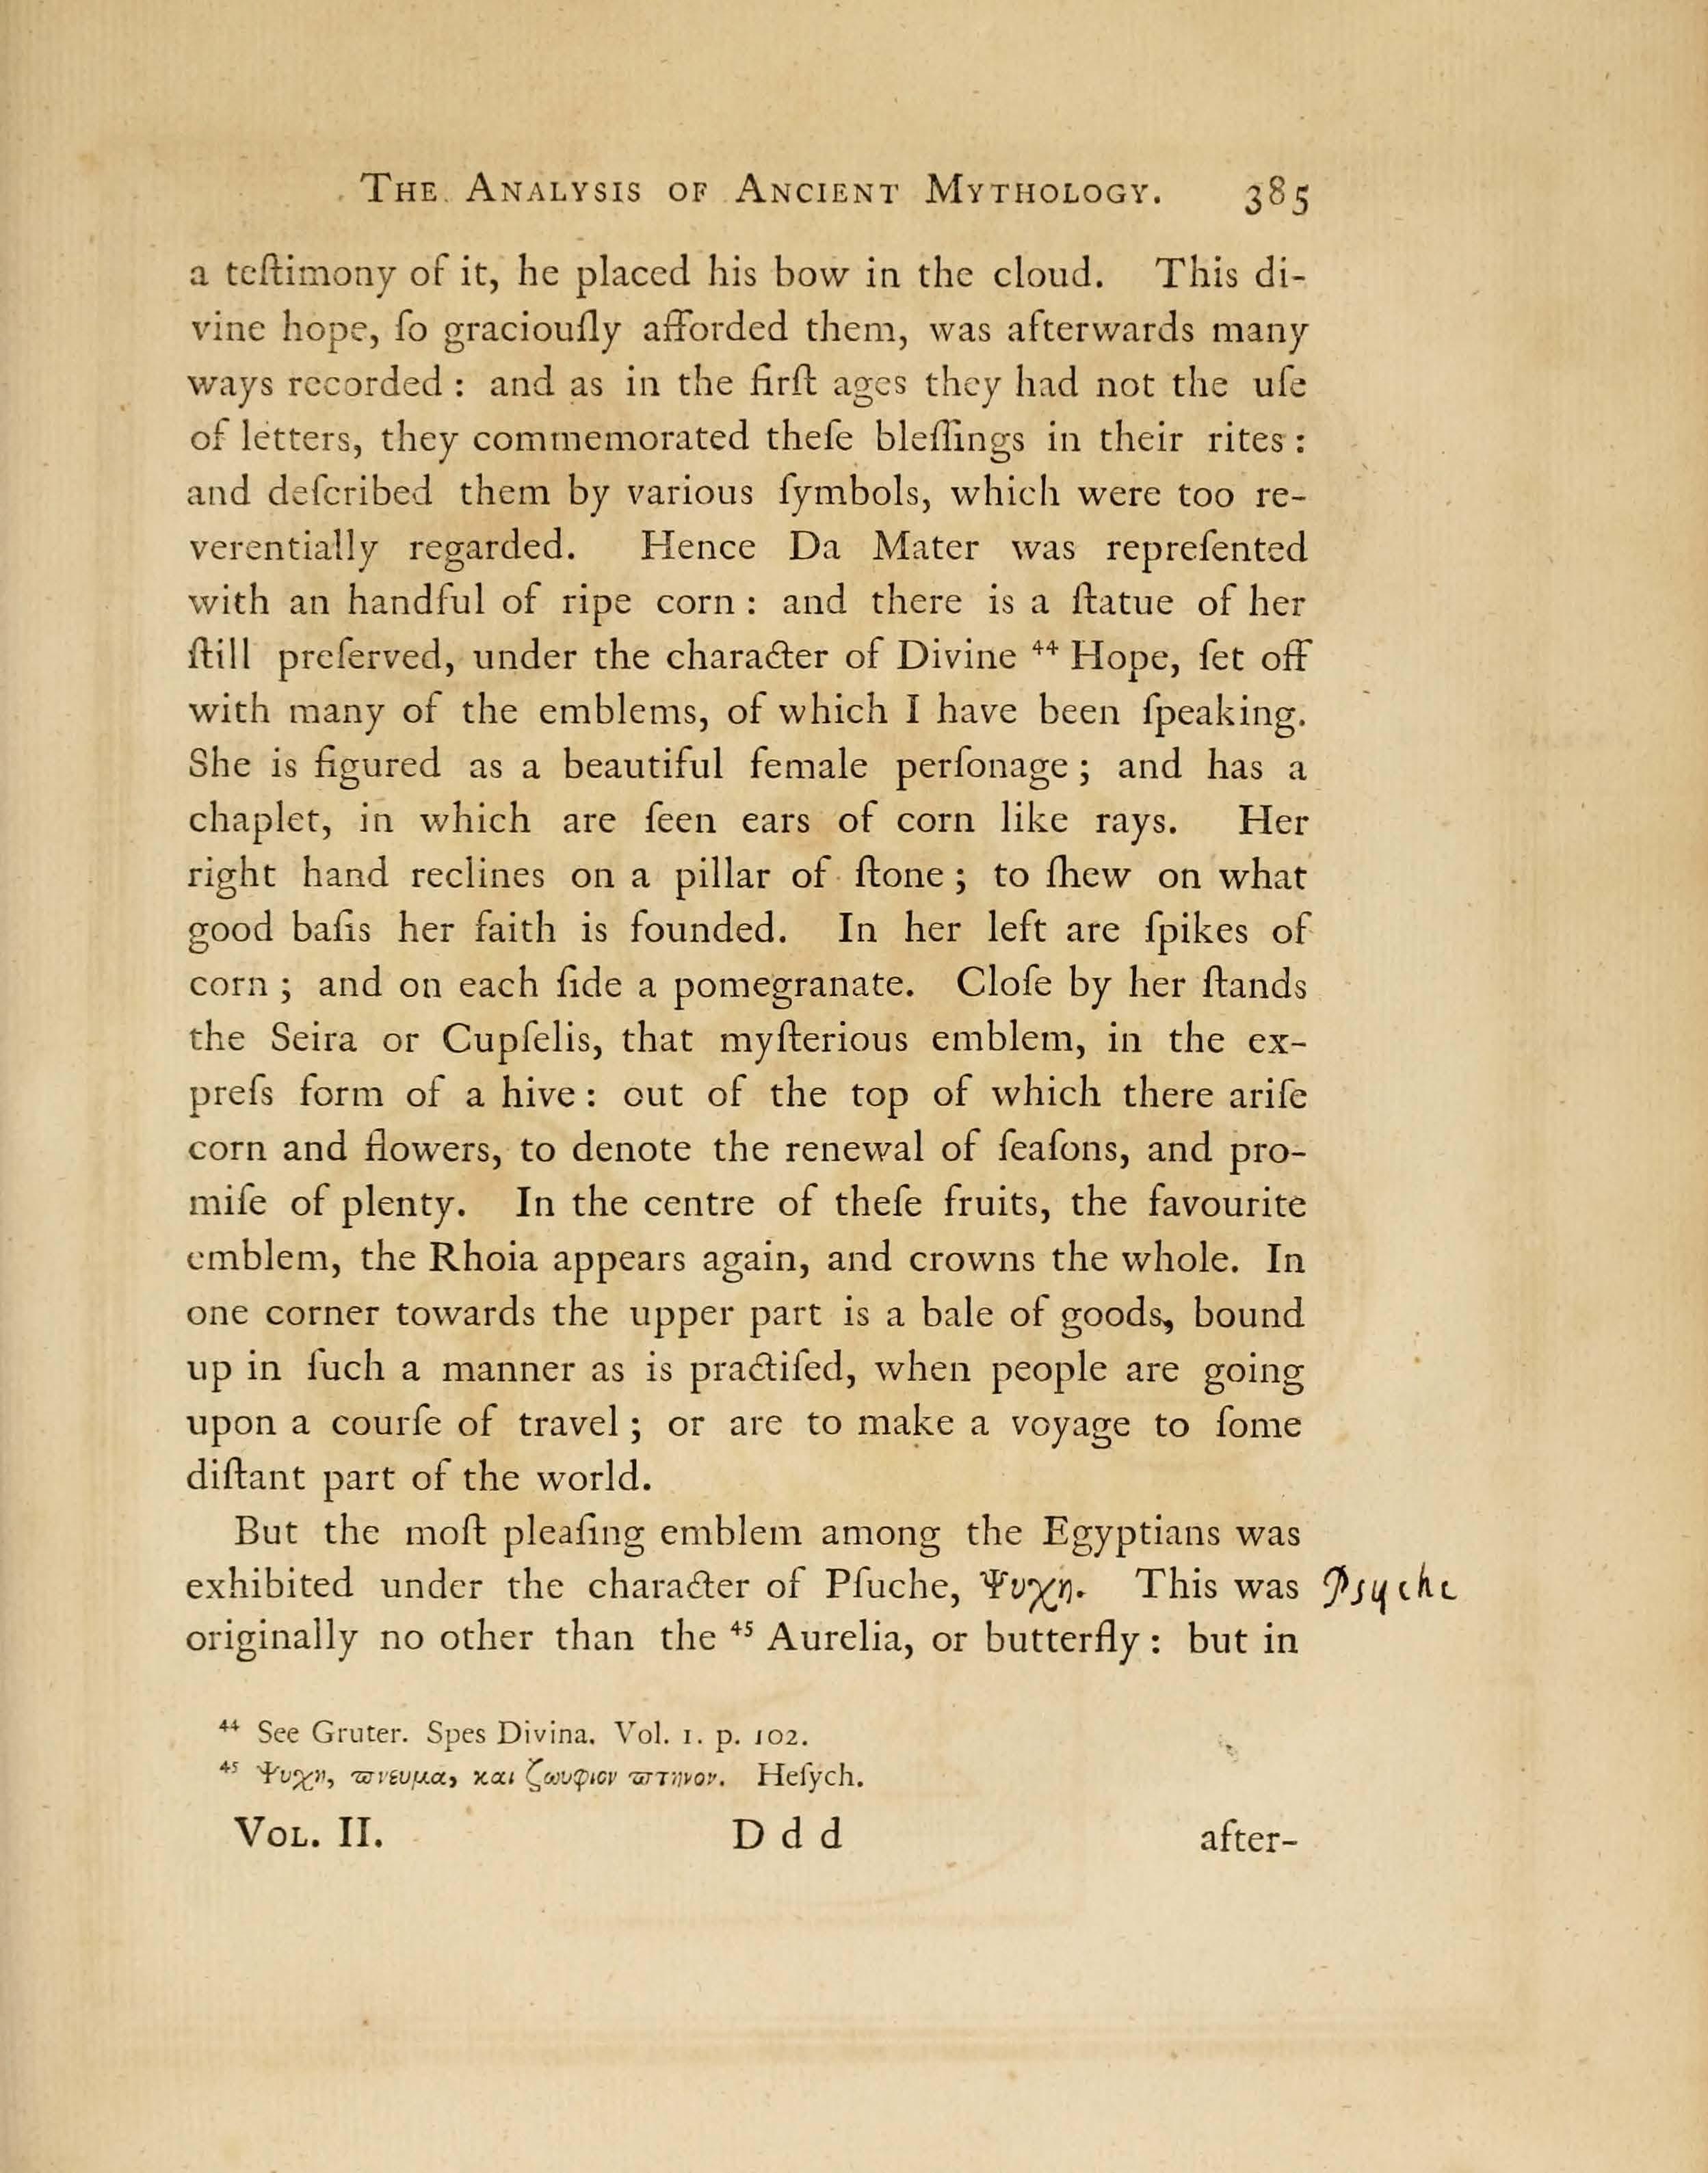 THE ANALYSIS OF ANCIENT MYTHOLOGY. 385
a teſtimony of it, he placed his bow in the cloud. This di-
vine hope, ſo graciouſly afforded them, was afterwards many
ways recorded : and as in the firſt ages they had not the uſe
of letters, they commemorated theſe bleſſings in their rites :
and deſcribed them by various ſymbols, which were too re-
verentially regarded. Hence Da Mater was repreſented
with an handful of ripe corn : and there is a ſtatue of her
ſtill preſerved, under the character of Divine ⁴⁴ Hope, ſet off
with many of the emblems, of which I have been ſpeaking.
She is figured as a beautiful female perſonage ; and has a
chaplet, in which are ſeen ears of corn like rays. Her
right hand reclines on a pillar of ſtone ; to ſhew on what
good baſis her faith is founded. In her left are ſpikes of
corn ; and on each ſide a pomegranate. Cloſe by her ſtands
the Seira or Cupſelis, that myſterious emblem, in the ex-
preſs form of a hive : out of the top of which there ariſe
corn and flowers, to denote the renewal of ſeaſons, and pro-
miſe of plenty. In the centre of theſe fruits, the favourite
emblem, the Rhoia appears again, and crowns the whole. In
one corner towards the upper part is a bale of goods, bound
up in ſuch a manner as is practiſed, when people are going
upon a courſe of travel ; or are to make a voyage to ſome
diſtant part of the world.
But the moſt pleaſing emblem among the Egyptians was
exhibited under the character of Pſuche, Ψυχη. This was Psyche
originally no other than the ⁴⁵ Aurelia, or butterfly : but in
⁴⁴ See Gruter. Spes Divina. Vol. 1. p. 102.
⁴⁵ Ψυχη, ϖνευμα, και ζωυφιον ϖτηνον. Heſych.
VOL. II. D d d after-